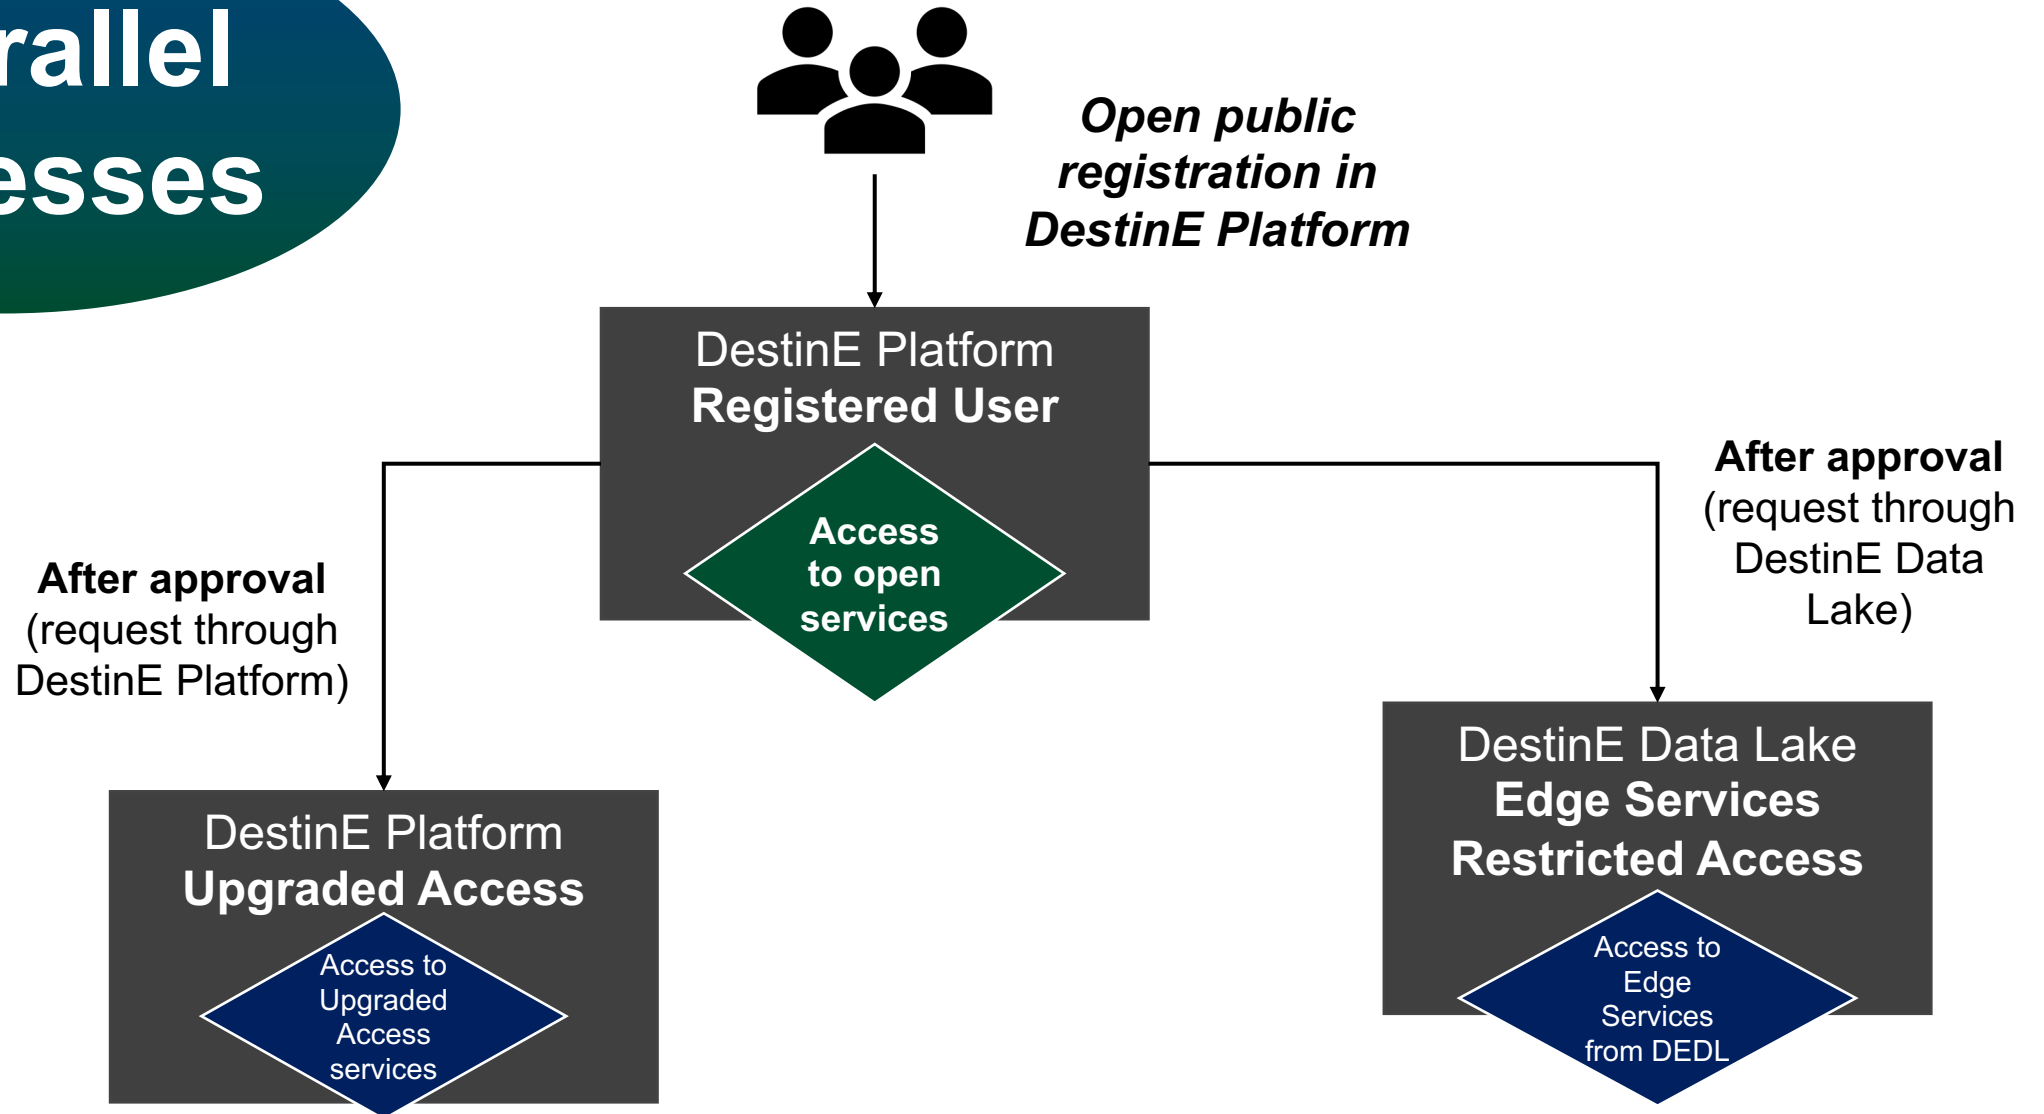 rallel
esses
Open public
registration in
DestinE Platform
DestinE Platform
Registered User
Access
to open
services
After approval
(request through
DestinE Platform)
After approval
(request through
DestinE Data
Lake)
DestinE Platform
Upgraded Access
Access to
Upgraded
Access
services
DestinE Data Lake
Edge Services
Restricted Access
Access to
Edge
Services
from DEDL